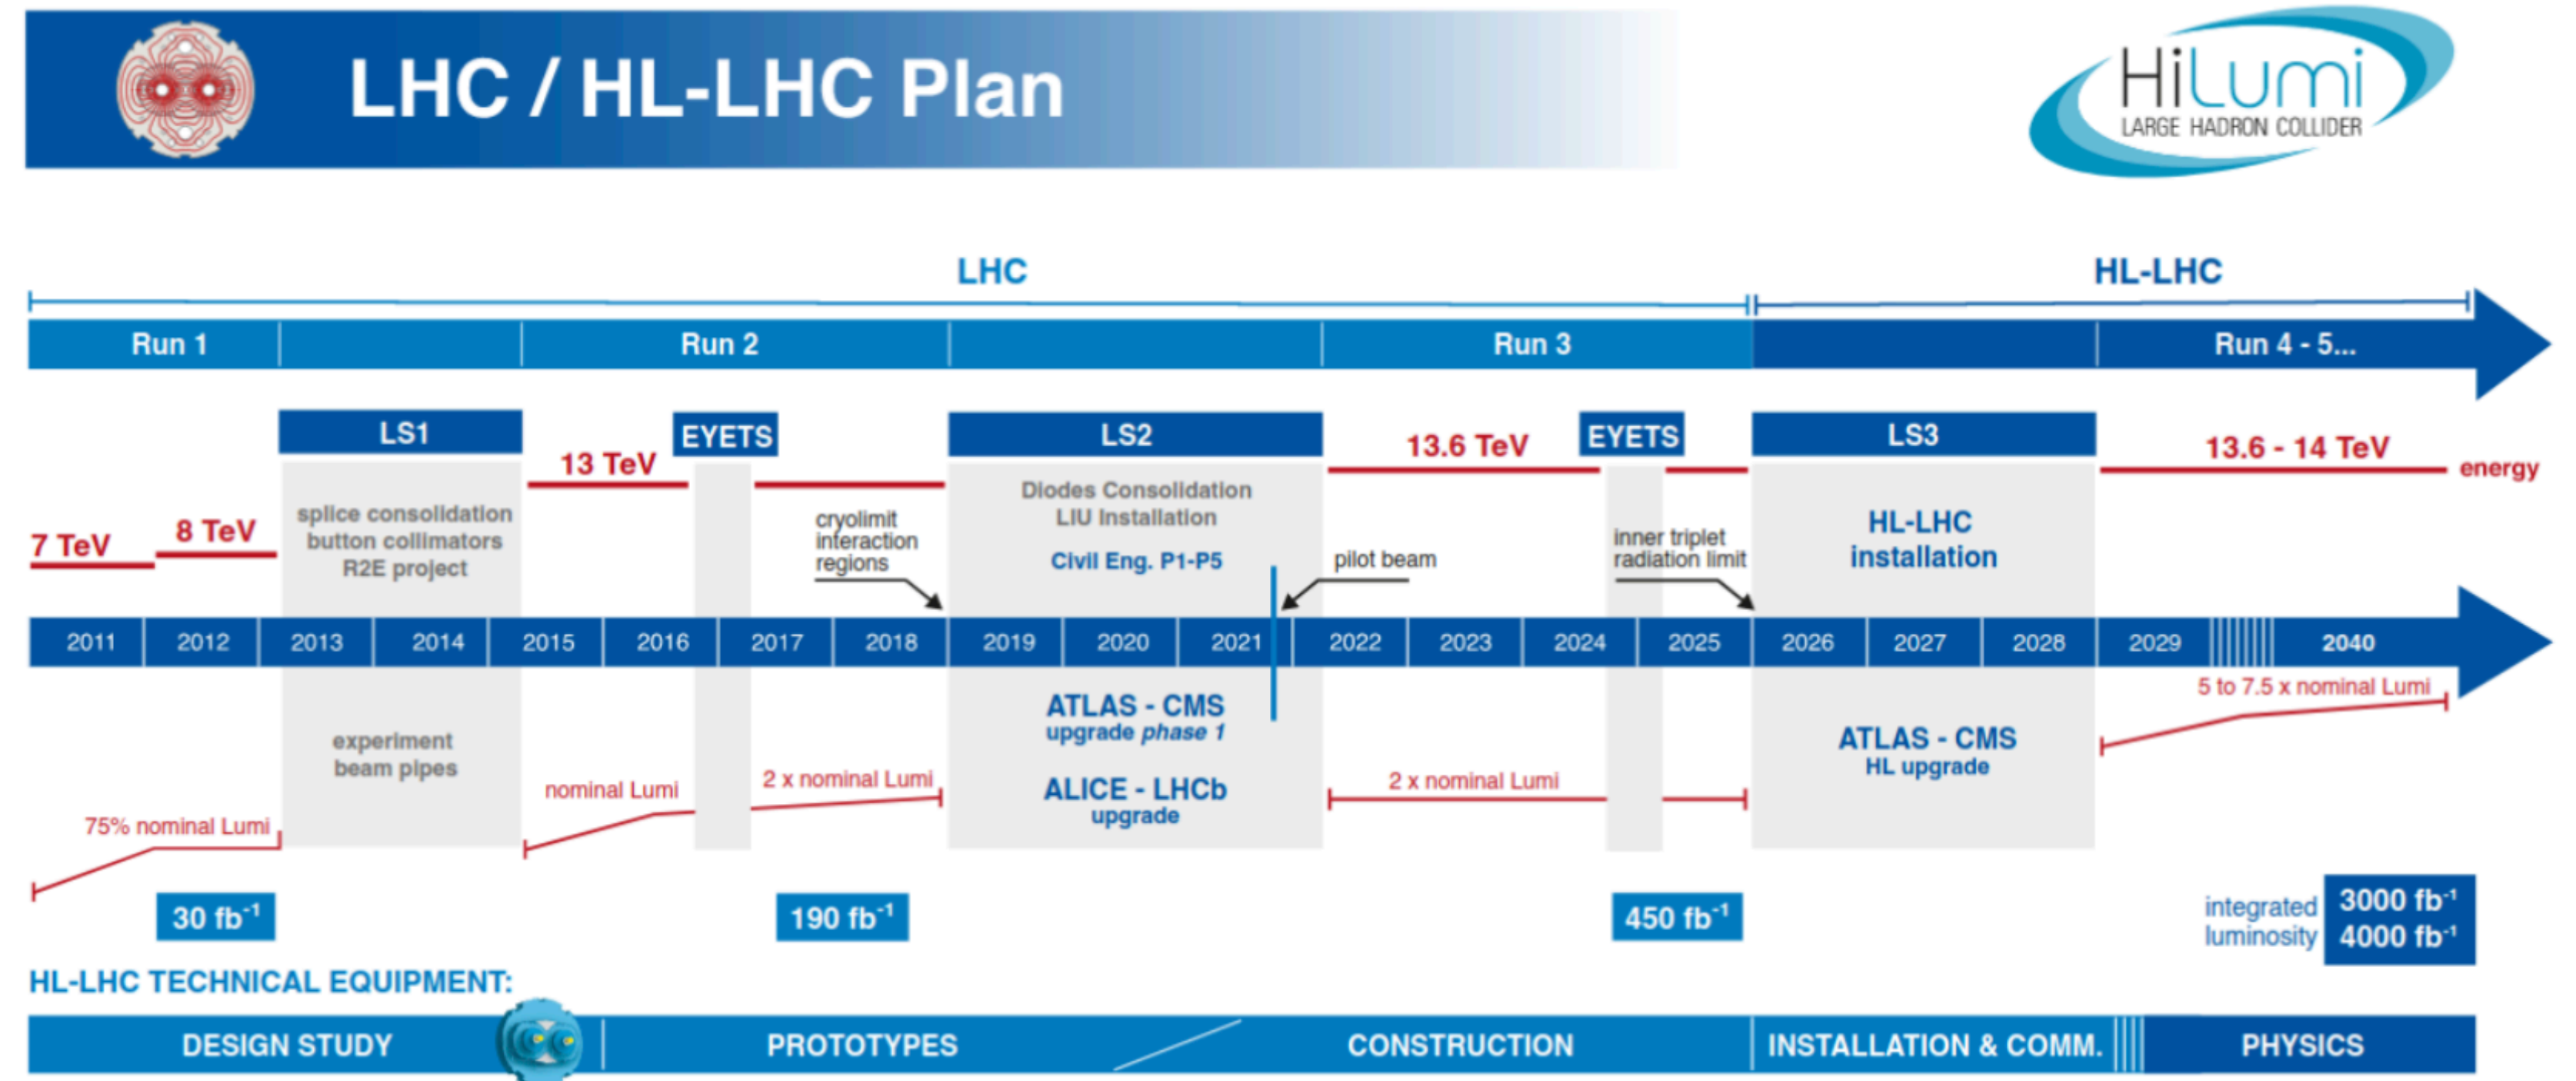 LHC / HL-LHC Plan
HiLumi
LARGE HADRON COLLIDER
LHC
HL-LHC
Run 1
Run 2
Run 3
Run 4 - 5...
LS1
EYETS
LS2
EYETS
LS3
13 TeV
13.6 TeV
13.6 - 14 TeV
energy
7 TeV
8 TeV
splice consolidation
button collimators
R2E project
cryolimit
interaction
regions
Diodes Consolidation
LIU Installation
Civil Eng. P1-P5
pilot beam
inner triplet
radiation limit
HL-LHC
installation
2011
2012
2013
2014
2015
2016
2017
2018
2019
2020
2021
2022
2023
2024
2025
2026
2027
2028
2029
2040
5 to 7.5 x nominal Lumi
experiment
beam pipes
ATLAS - CMS
upgrade phase 1
ALICE - LHCb
upgrade
ATLAS - CMS
HL upgrade
75% nominal Lumi
nominal Lumi
2 x nominal Lumi
2 x nominal Lumi
30 fb⁻¹
190 fb⁻¹
450 fb⁻¹
integrated
luminosity
3000 fb⁻¹
4000 fb⁻¹
HL-LHC TECHNICAL EQUIPMENT:
DESIGN STUDY
PROTOTYPES
CONSTRUCTION
INSTALLATION & COMM.
PHYSICS